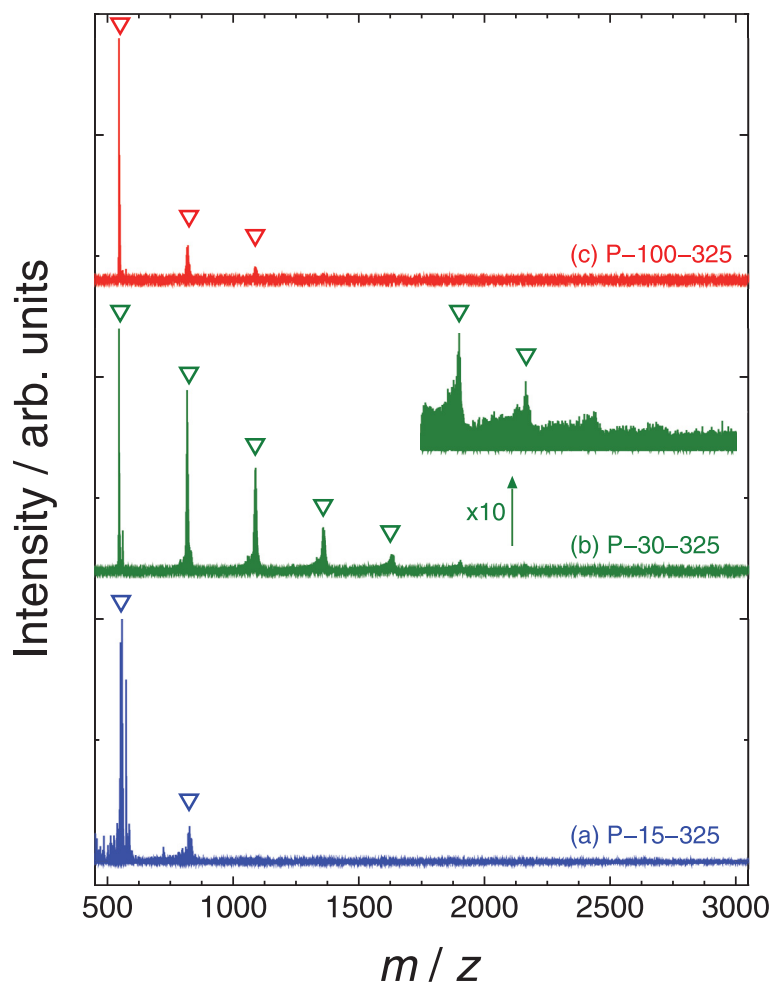 (c) P–100–325
x10
(b) P–30–325
(a) P–15–325
Intensity / arb. units
500 1000 1500 2000 2500 3000
m / z